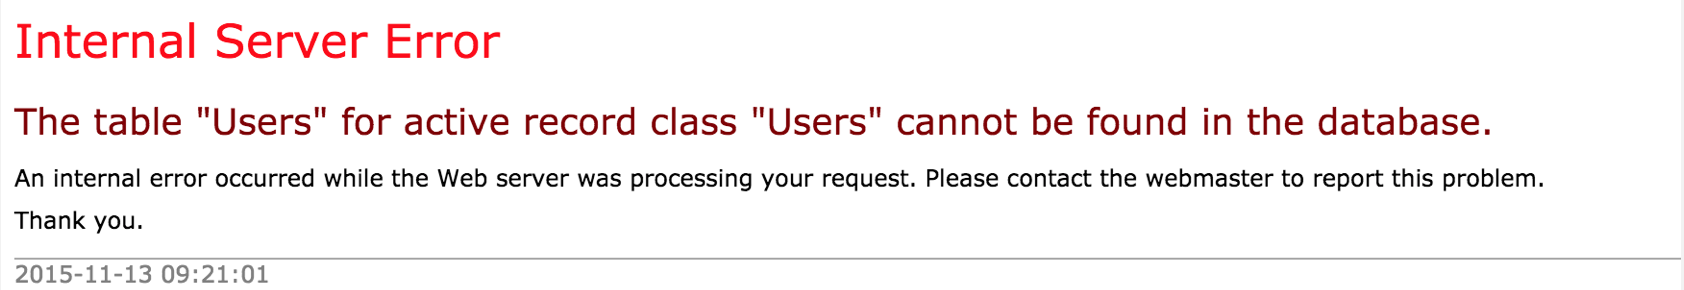 Internal Server Error
The table "Users" for active record class "Users" cannot be found in the database.
An internal error occurred while the Web server was processing your request. Please contact the webmaster to report this problem.
Thank you.
2015-11-13 09:21:01